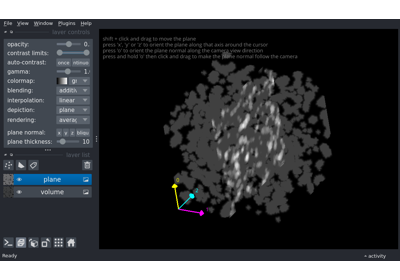 File View Window Plugins Help
layer controls
opacity: 0.
contrast limits:
auto-contrast: once
gamma: 1.
colormap: gr
blending: additiv
interpolation: linear
depiction: plane
rendering: averag
plane normal: x y z
plane thickness: 10
layer list
plane
volume
Ready
activity
shift + click and drag to move the plane
press 'x', 'y' or 'z' to orient the plane along that axis around the cursor
press 'o' to orient the plane normal along the camera view direction
press and hold 'o' then click and drag to make the plane normal follow the camera